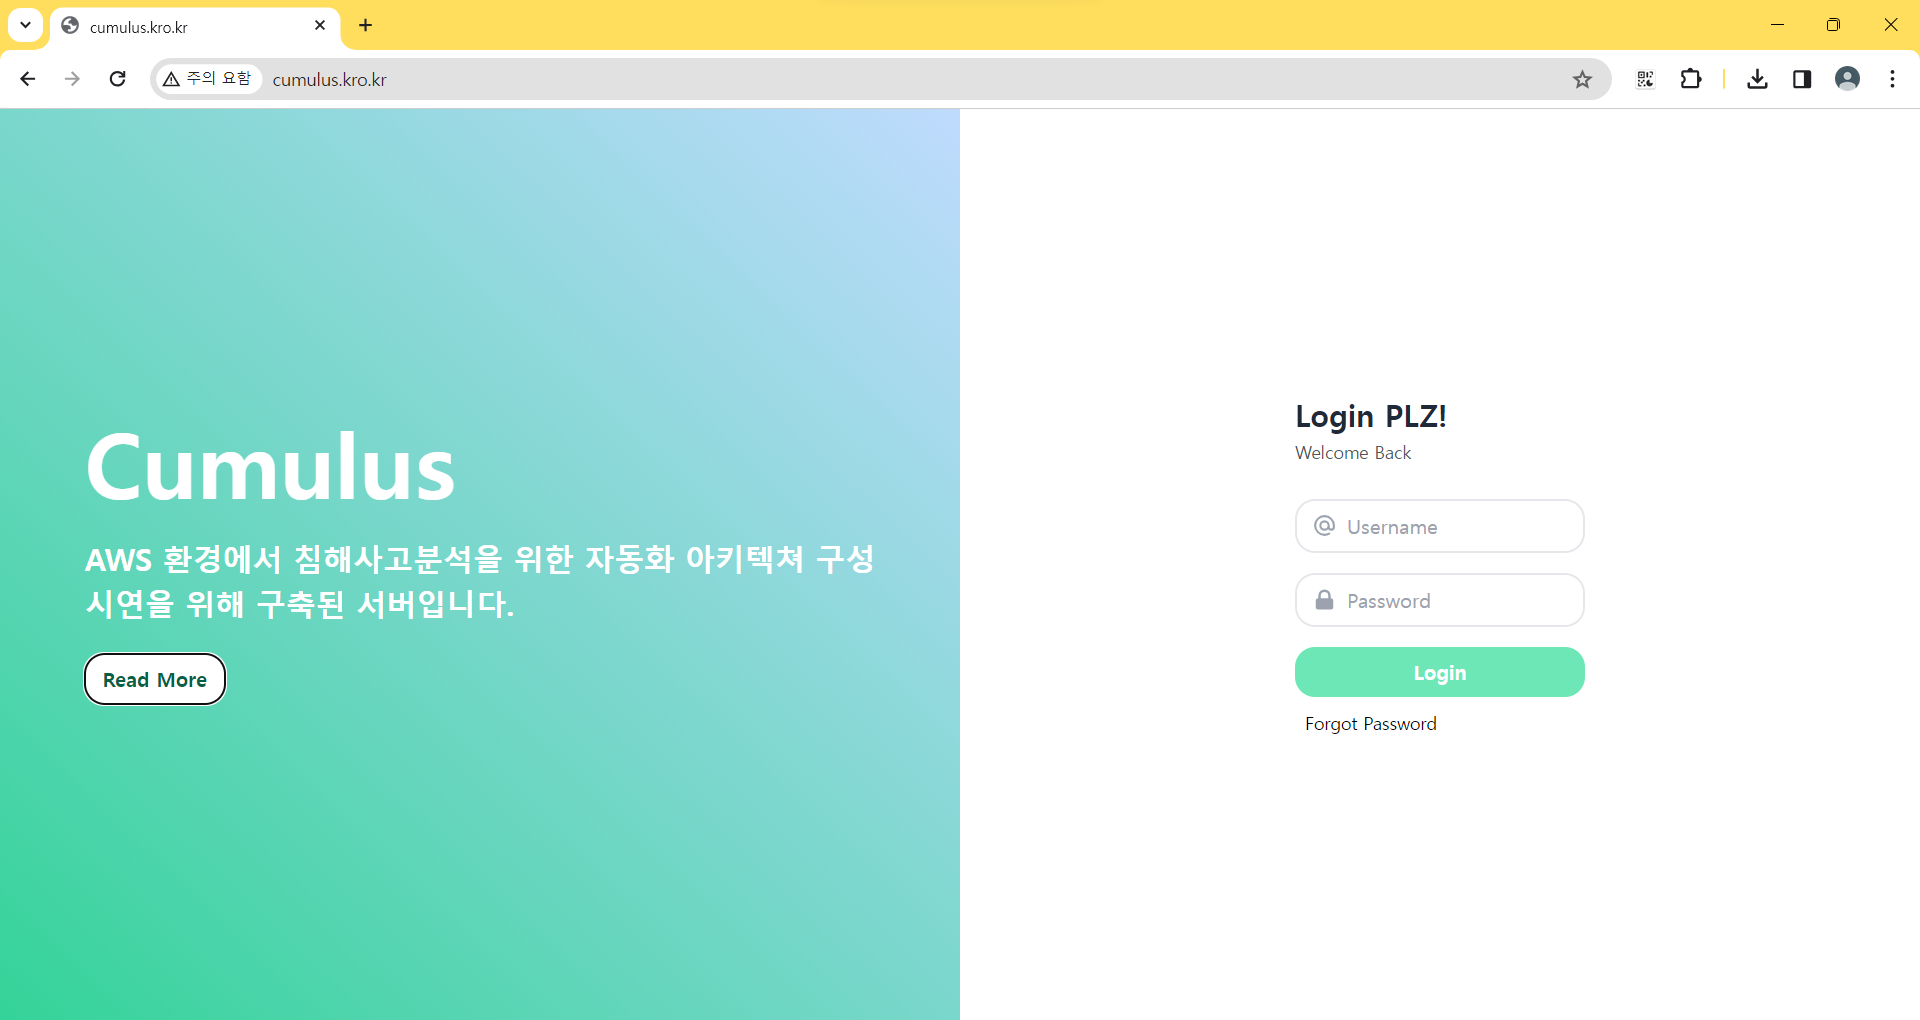 cumulus.kro.kr
주의 요함
cumulus.kro.kr
Cumulus
AWS 환경에서 침해사고분석을 위한 자동화 아키텍쳐 구성
시연을 위해 구축된 서버입니다.
Read More
Login PLZ!
Welcome Back
Username
Password
Login
Forgot Password